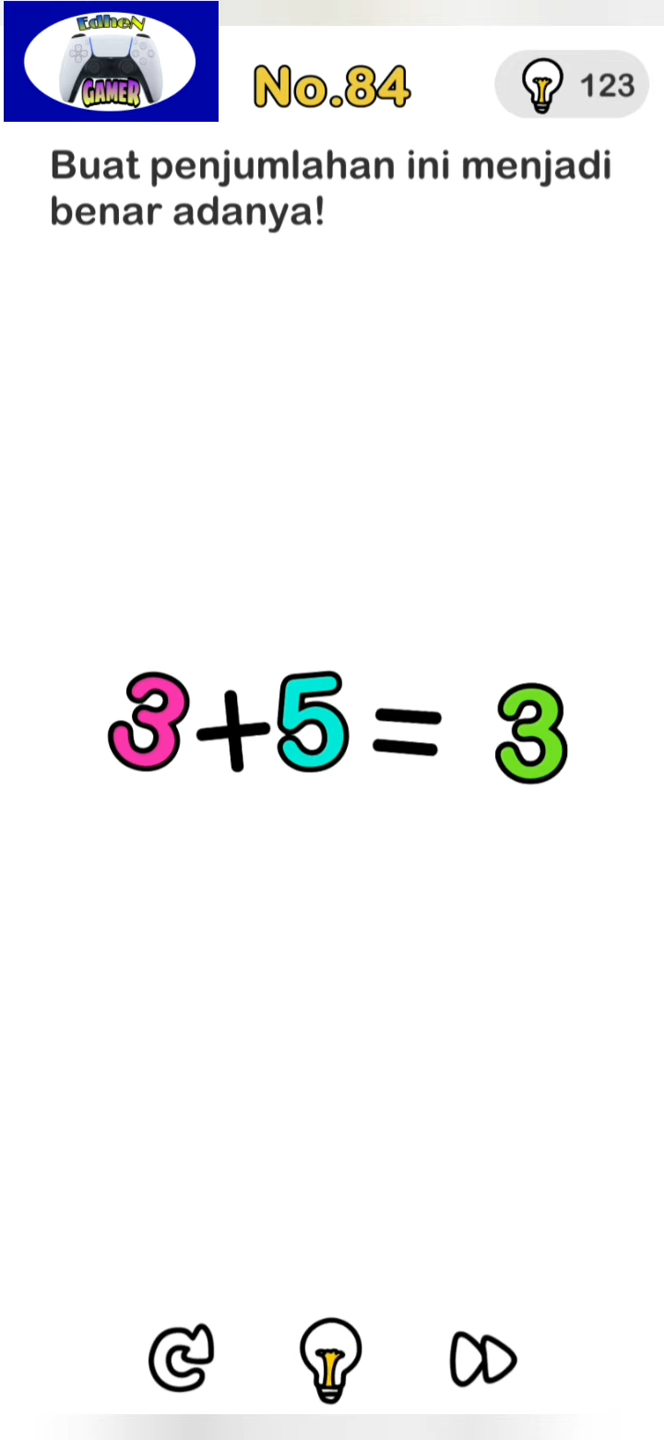 EdheN
GAMER
No.84
123
Buat penjumlahan ini menjadi
benar adanya!
3+5= 3